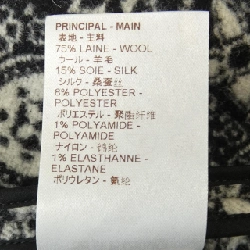 PRINCIPAL - MAIN
表地 - 主料
75% LAINE - WOOL
ウール - 羊毛
15% SOIE - SILK
シルク - 桑蚕丝
8% POLYESTER -
POLYESTER
ポリエステル - 聚酯纤维
1% POLYAMIDE -
POLYAMIDE
ナイロン - 锦纶
1% ELASTHANNE -
ELASTANE
ポリウレタン - 氨纶